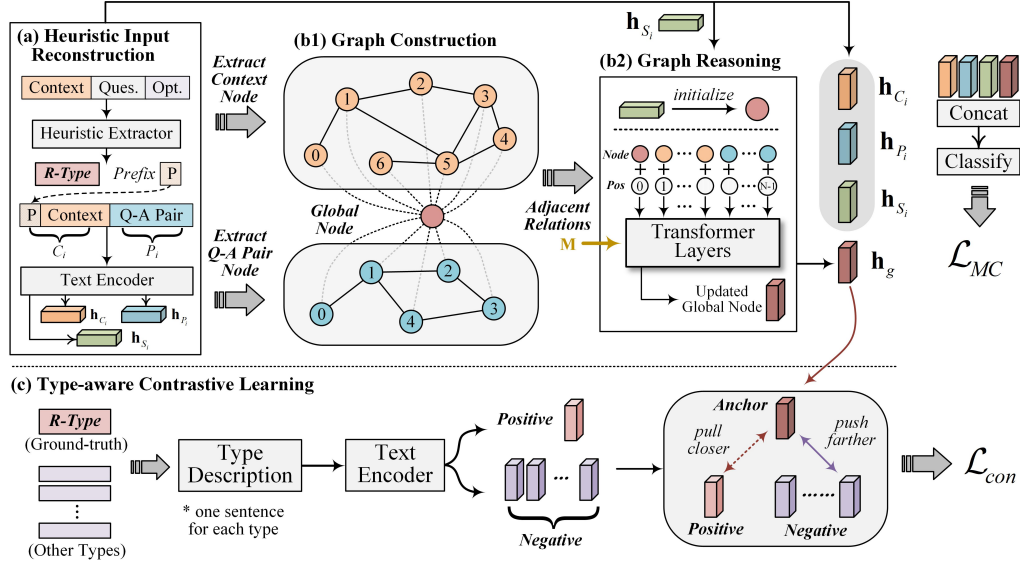 (a) Heuristic Input
Reconstruction
Context Ques. Opt.
Heuristic Extractor
R-Type Prefix P
P Context Q-A Pair
C_i P_i
Text Encoder
h_{C_i} h_{P_i}
h_{S_i}
Extract
Context
Node
Extract
Q-A Pair
Node
(b1) Graph Construction
0 1 2 3 4 5 6
Global
Node
0 1 2 3 4
Adjacent
Relations
M
h_{S_i}
(b2) Graph Reasoning
initialize
Node
+ + + + +
Pos 0 1 N-1
Transformer
Layers
Updated
Global Node
h_{C_i}
h_{P_i}
h_{S_i}
h_g
Concat
Classify
ℒ_{MC}
(c) Type-aware Contrastive Learning
R-Type
(Ground-truth)
(Other Types)
Type
Description
* one sentence
for each type
Text
Encoder
Positive
Negative
Anchor
pull
closer
push
farther
Positive
Negative
ℒ_{con}